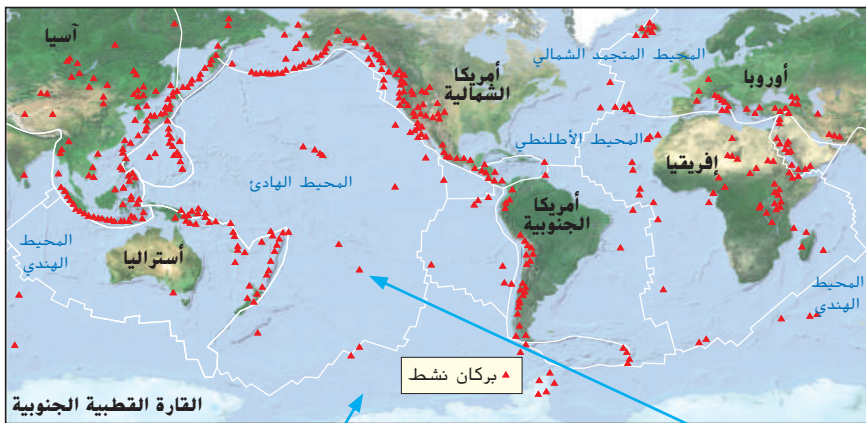 آسيا
أمريكا
الشمالية
المحيط المتجمد الشمالي
أوروبا
المحيط الأطلنطي
إفريقيا
المحيط الهادئ
أمريكا
الجنوبية
المحيط
الهندي
أستراليا
المحيط
الهندي
بركان نشط
القارة القطبية الجنوبية